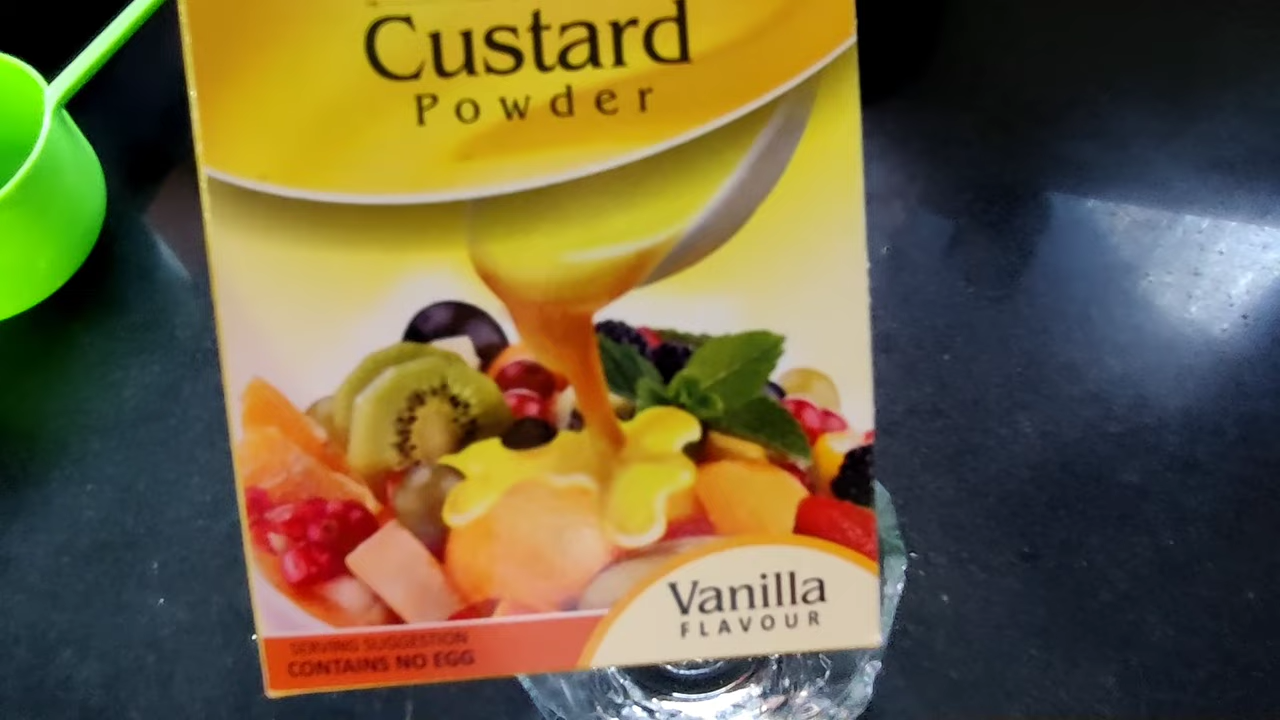 Custard
Powder
Vanilla
FLAVOUR
SERVING SUGGESTION
CONTAINS NO EGG